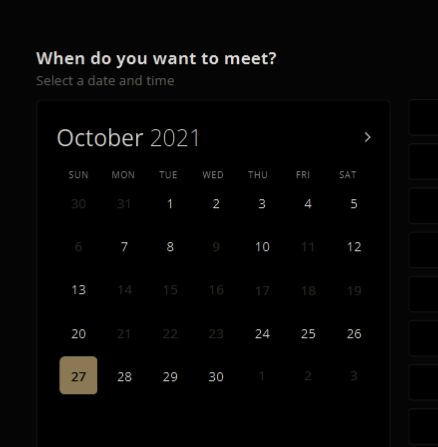 When do you want to meet?
Select a date and time
October 2021
SUN MON TUE WED THU FRI SAT
30 31 1 2 3 4 5
6 7 8 9 10 11 12
13 14 15 16 17 18 19
20 21 22 23 24 25 26
27 28 29 30 1 2 3